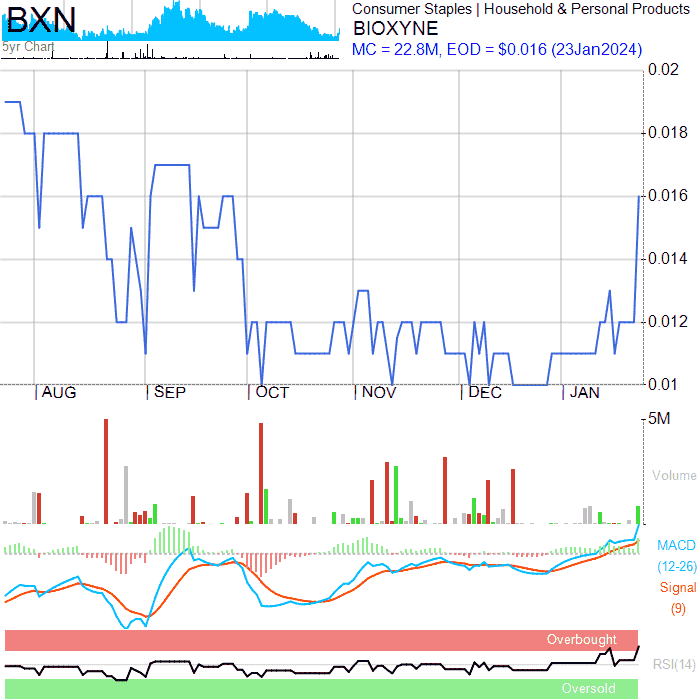 BXN
5yr Chart
Consumer Staples | Household & Personal Products
BIOXYNE
MC = 22.8M, EOD = $0.016 (23Jan2024)
0.02
0.018
0.016
0.014
0.012
0.01
AUG SEP OCT NOV DEC JAN
5M
Volume
MACD
(12-26)
Signal
(9)
Overbought
RSI(14)
Oversold